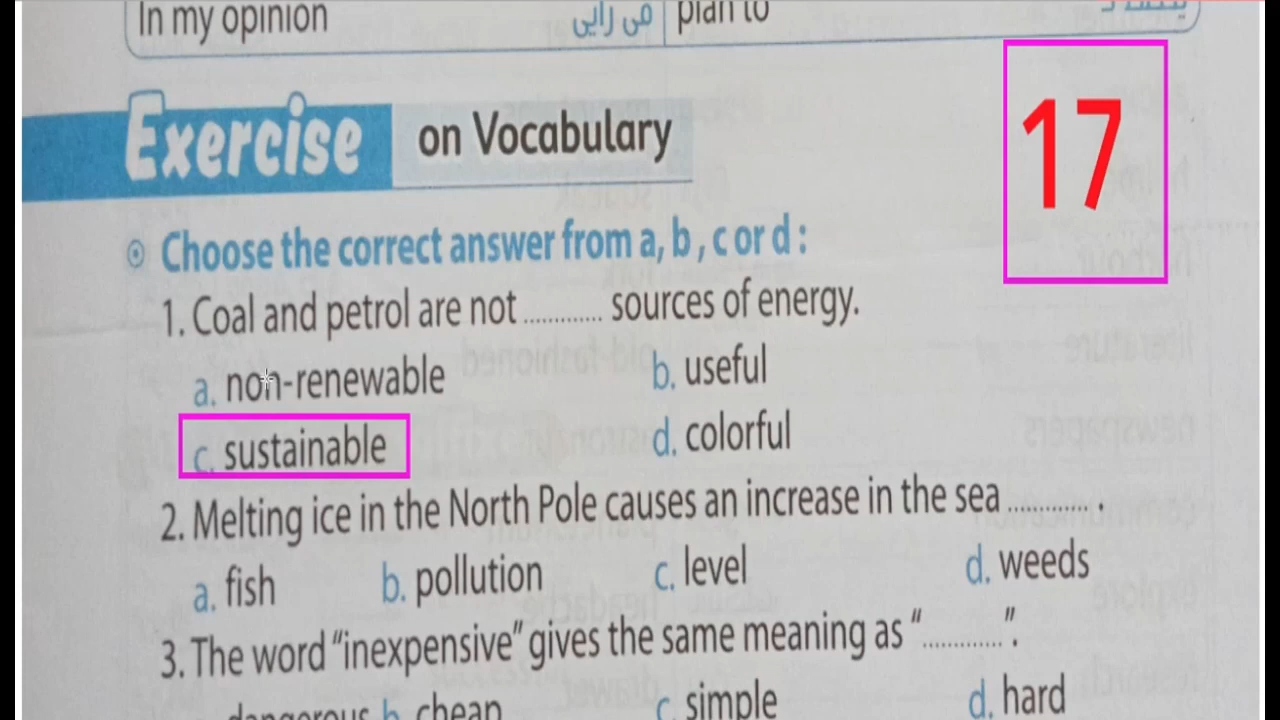 In my opinion فى رأيى plan to
17
Exercise on Vocabulary
Choose the correct answer from a, b, c or d :
1. Coal and petrol are not ............ sources of energy.
a. non-renewable b. useful
c. sustainable d. colorful
2. Melting ice in the North Pole causes an increase in the sea ............ .
a. fish b. pollution c. level d. weeds
3. The word “inexpensive” gives the same meaning as “............”.
dangerous b. cheap c. simple d. hard